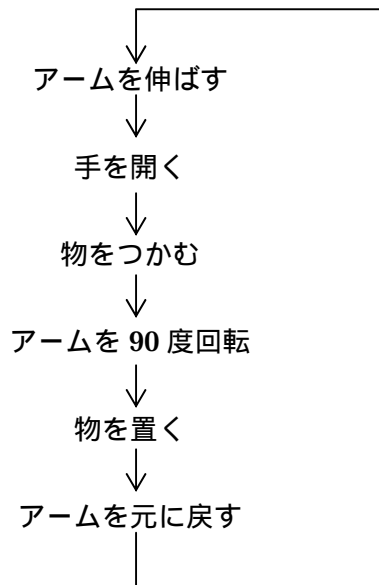 アームを伸ばす
手を開く
物をつかむ
アームを 90 度回転
物を置く
アームを元に戻す